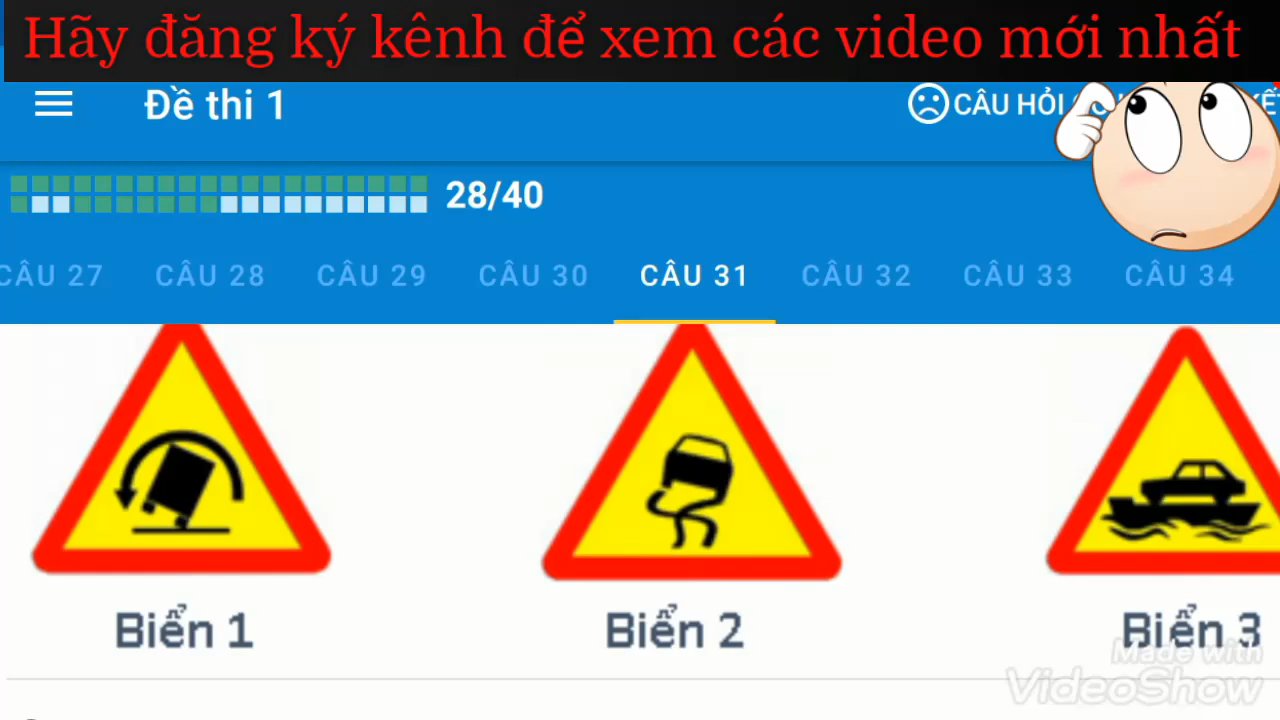 Hãy đăng ký kênh để xem các video mới nhất
Đề thi 1
CÂU HỎI
28/40
CÂU 27 CÂU 28 CÂU 29 CÂU 30 CÂU 31 CÂU 32 CÂU 33 CÂU 34
Biển 1 Biển 2 Biển 3
Made with
VideoShow